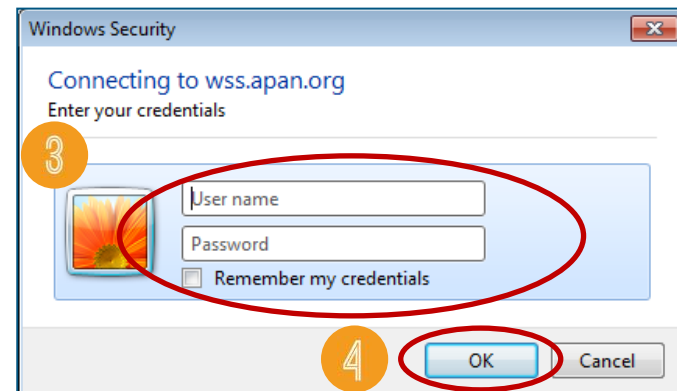 Windows Security
Connecting to wss.apan.org
Enter your credentials
3
User name
Password
Remember my credentials
4
OK
Cancel